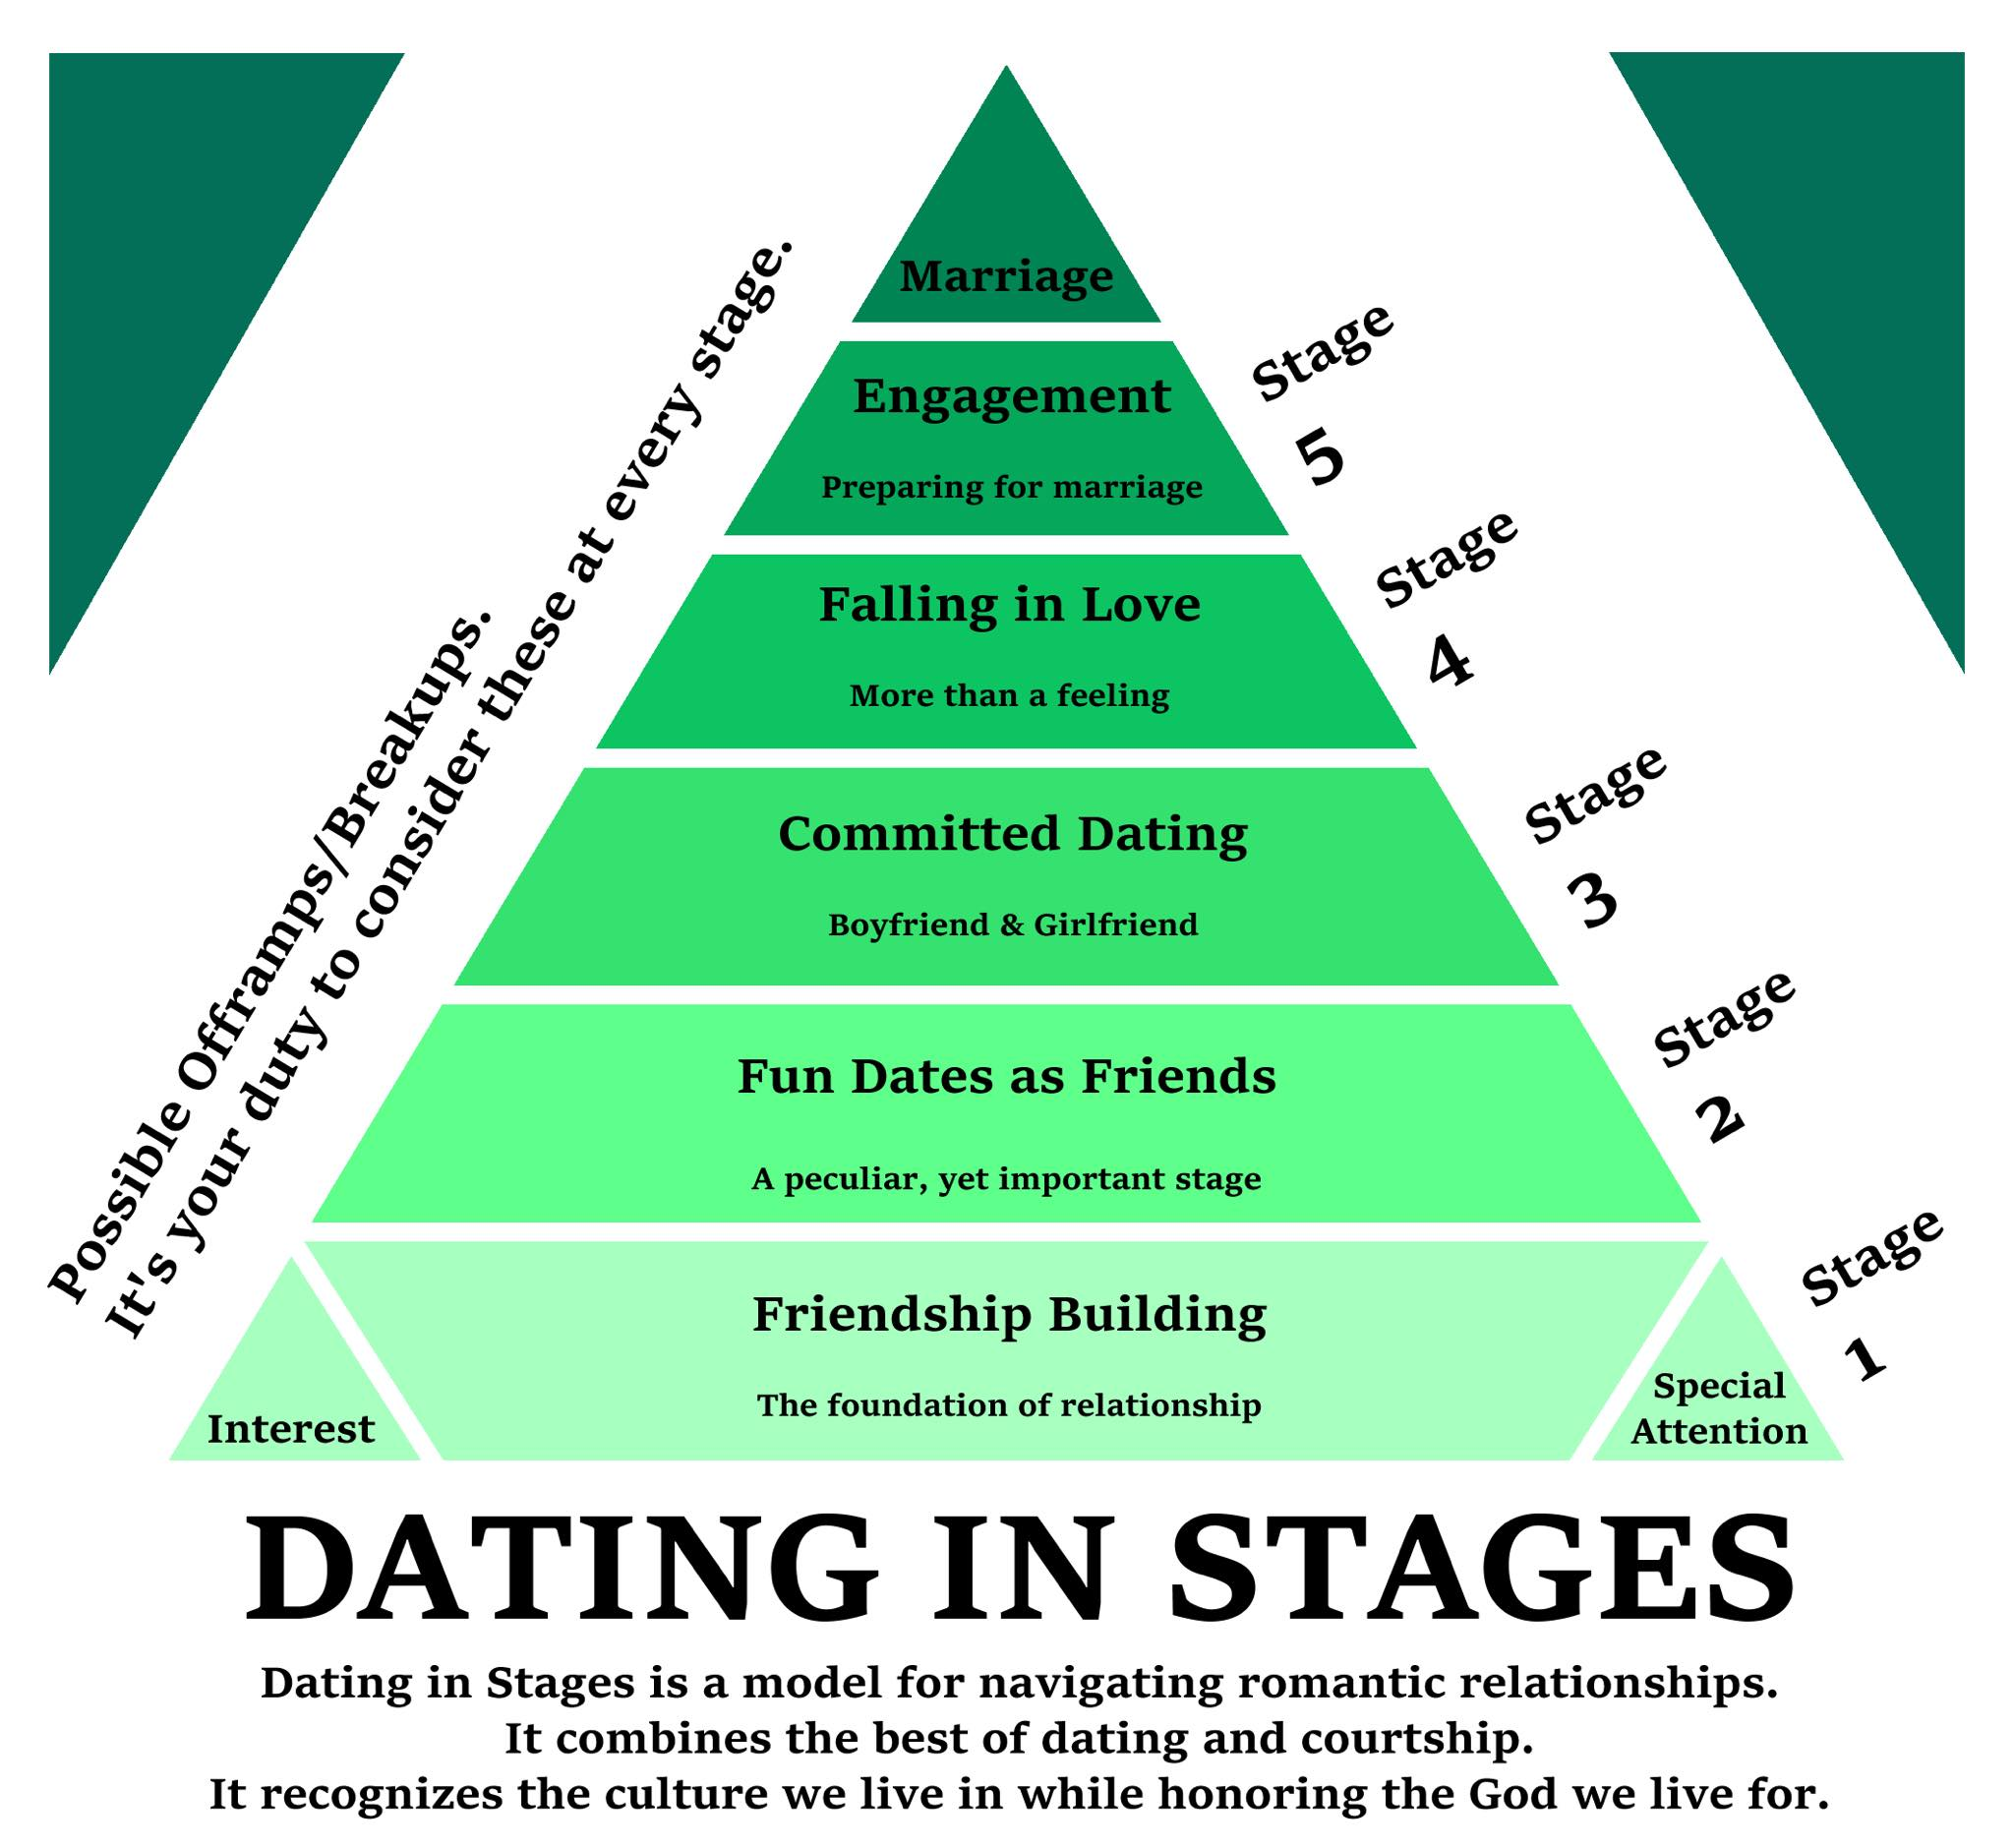 Marriage
Engagement
Preparing for marriage
Stage
5
Falling in Love
More than a feeling
Stage
4
Committed Dating
Boyfriend & Girlfriend
Stage
3
Fun Dates as Friends
A peculiar, yet important stage
Stage
2
Friendship Building
The foundation of relationship
Interest
Special
Attention
Stage
1
Possible Offramps/Breakups.
It's your duty to consider these at every stage.
DATING IN STAGES
Dating in Stages is a model for navigating romantic relationships.
It combines the best of dating and courtship.
It recognizes the culture we live in while honoring the God we live for.